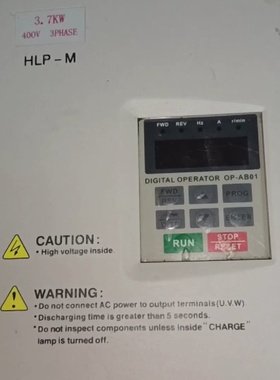 3.7KW
400V 3PHASE
HLP-M
FWD REV Hz A r/min
DIGITAL OPERATOR OP-AB01
FWD
PROG
RUN
STOP
RESET
CAUTION:
• High voltage inside.
WARNING:
• Do not connect AC power to output terminals(U.V.W).
• Discharging time is greater than 5 seconds.
• Do not inspect components unless inside "CHARGE"
lamp is turned off.